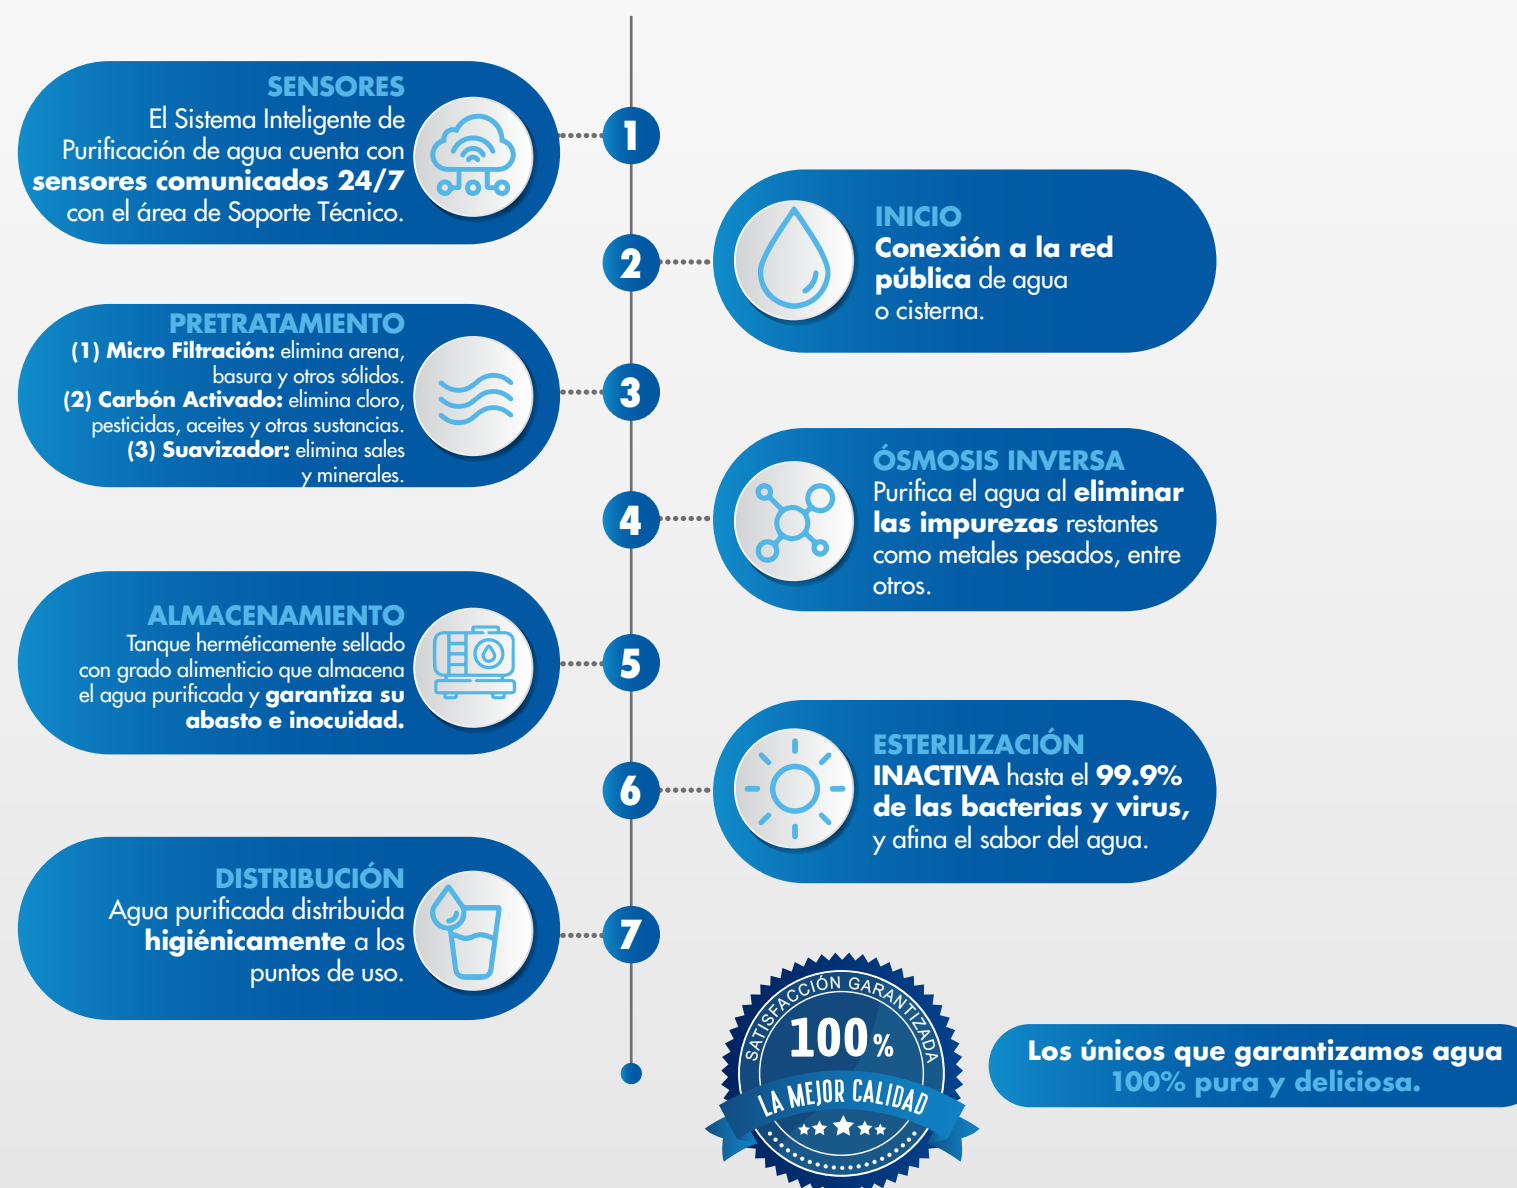 SENSORES
El Sistema Inteligente de
Purificación de agua cuenta con
sensores comunicados 24/7
con el área de Soporte Técnico.
1
2
INICIO
Conexión a la red
pública de agua
o cisterna.
PRETRATAMIENTO
(1) Micro Filtración: elimina arena,
basura y otros sólidos.
(2) Carbón Activado: elimina cloro,
pesticidas, aceites y otras sustancias.
(3) Suavizador: elimina sales
y minerales.
3
4
ÓSMOSIS INVERSA
Purifica el agua al eliminar
las impurezas restantes
como metales pesados, entre
otros.
ALMACENAMIENTO
Tanque herméticamente sellado
con grado alimenticio que almacena
el agua purificada y garantiza su
abasto e inocuidad.
5
6
ESTERILIZACIÓN
INACTIVA hasta el 99.9%
de las bacterias y virus,
y afina el sabor del agua.
DISTRIBUCIÓN
Agua purificada distribuida
higiénicamente a los
puntos de uso.
7
SATISFACCIÓN GARANTIZADA
100%
LA MEJOR CALIDAD
Los únicos que garantizamos agua
100% pura y deliciosa.